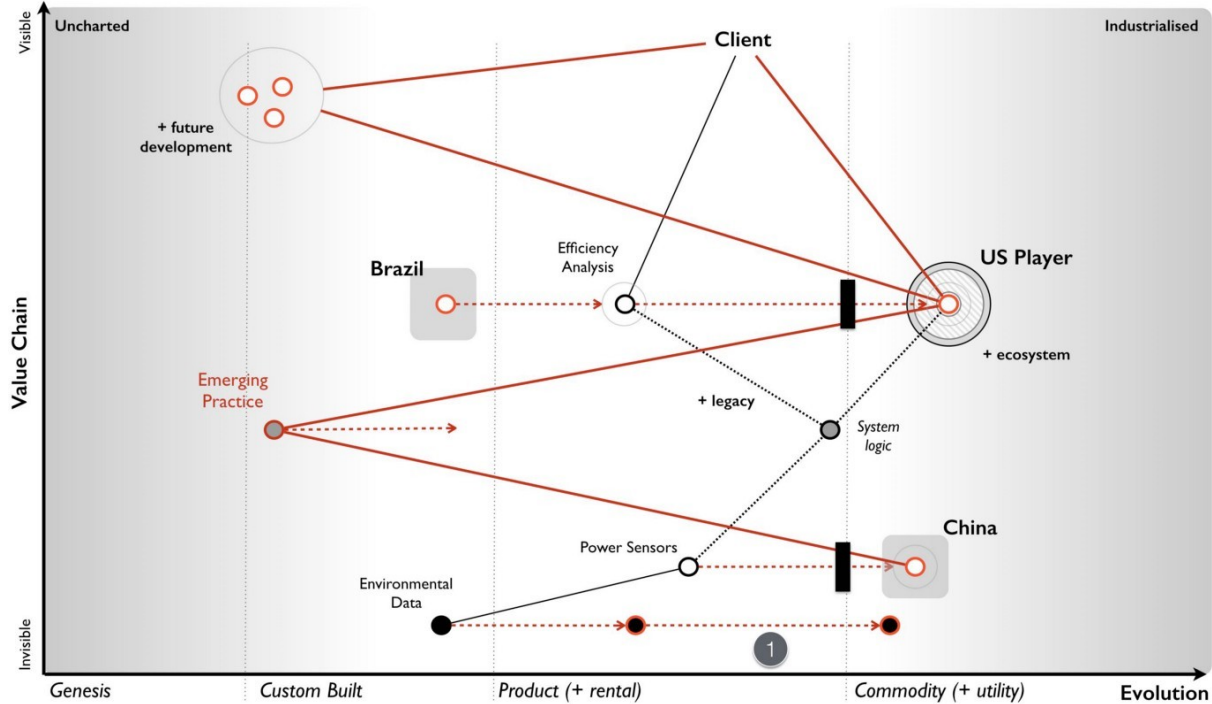 Visible
Uncharted
Industrialised
Client
+ future
development
Brazil
Efficiency
Analysis
US Player
+ ecosystem
Value Chain
Emerging
Practice
+ legacy
System
logic
China
Power Sensors
Environmental
Data
Invisible
1
Genesis
Custom Built
Product (+ rental)
Commodity (+ utility)
Evolution